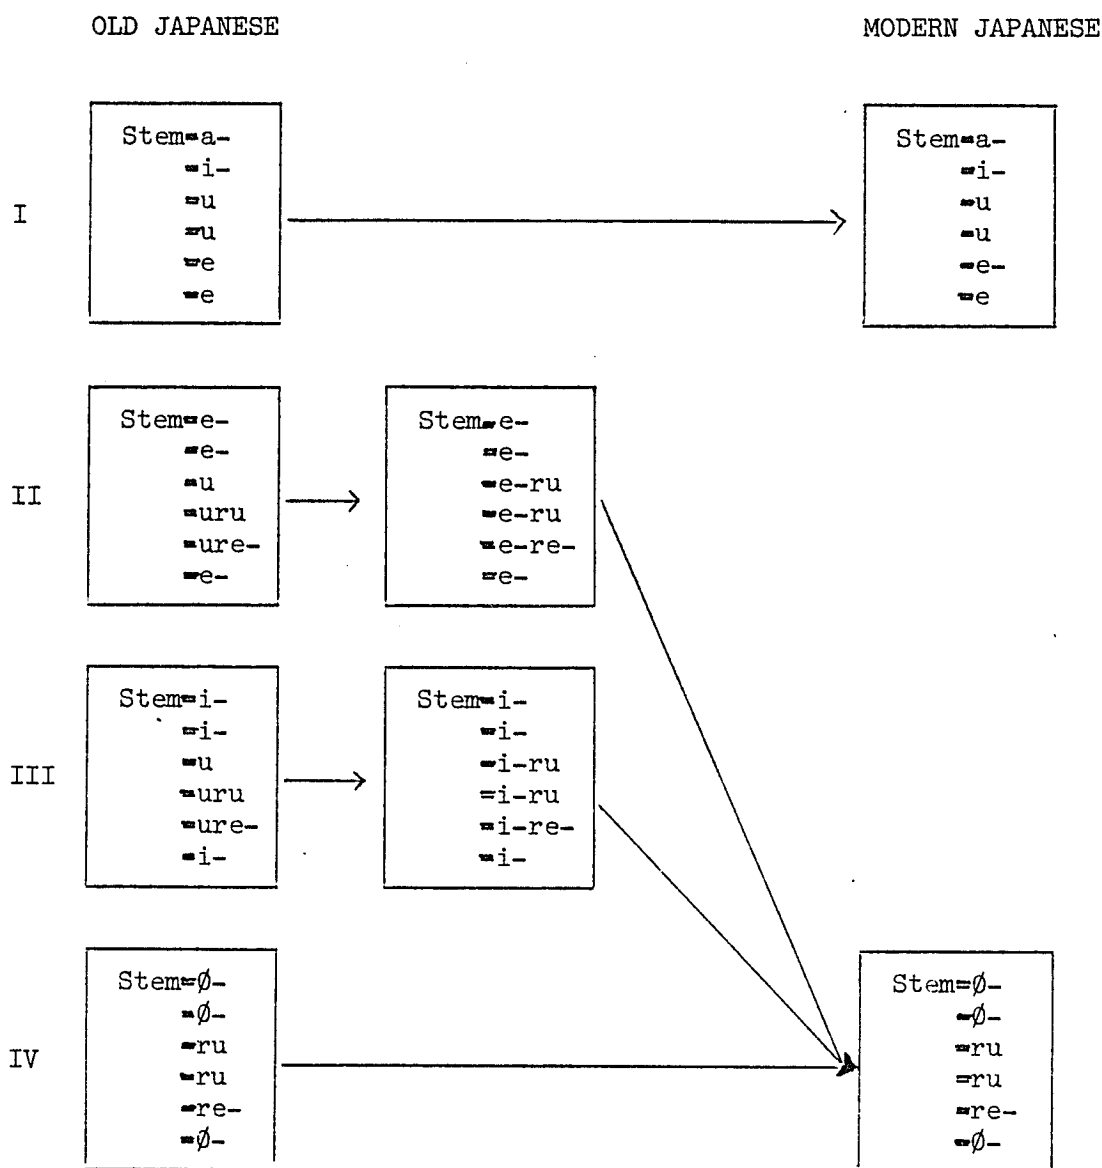 OLD JAPANESE MODERN JAPANESE
I
Stem=a-
=i-
=u
=u
=e
=e
Stem=a-
=i-
=u
=u
=e-
=e
II
Stem=e-
=e-
=u
=uru
=ure-
=e-
Stem=e-
=e-
=e-ru
=e-ru
=e-re-
=e-
III
Stem=i-
=i-
=u
=uru
=ure-
=i-
Stem=i-
=i-
=i-ru
=i-ru
=i-re-
=i-
IV
Stem=Ø-
=Ø-
=ru
=ru
=re-
=Ø-
Stem=Ø-
=Ø-
=ru
=ru
=re-
=Ø-